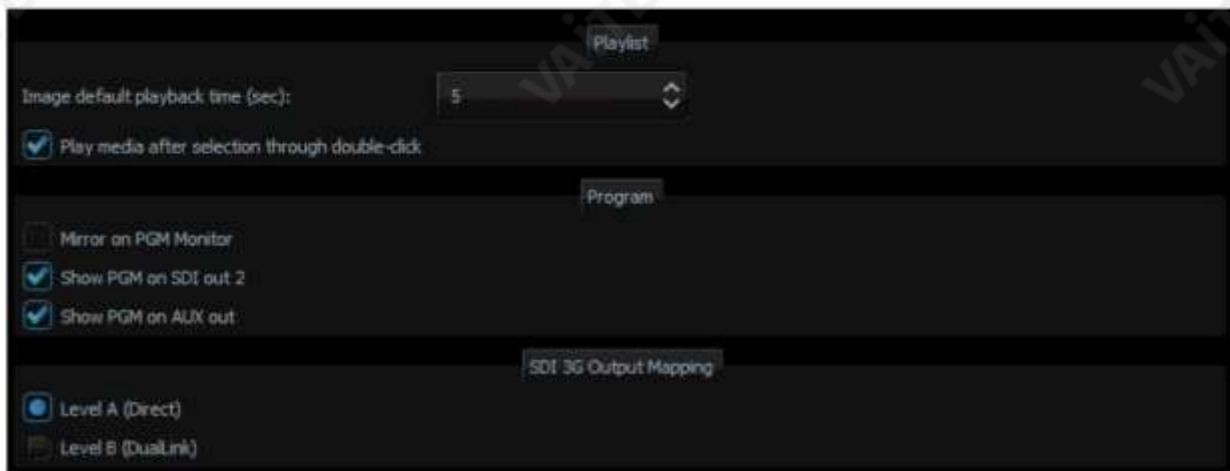 Playlist
Image default playback time (sec): 5
Play media after selection through double-click
Program
Mirror on PGM Monitor
Show PGM on SDI out 2
Show PGM on AUX out
SDI 3G Output Mapping
Level A (Direct)
Level B (DualLink)